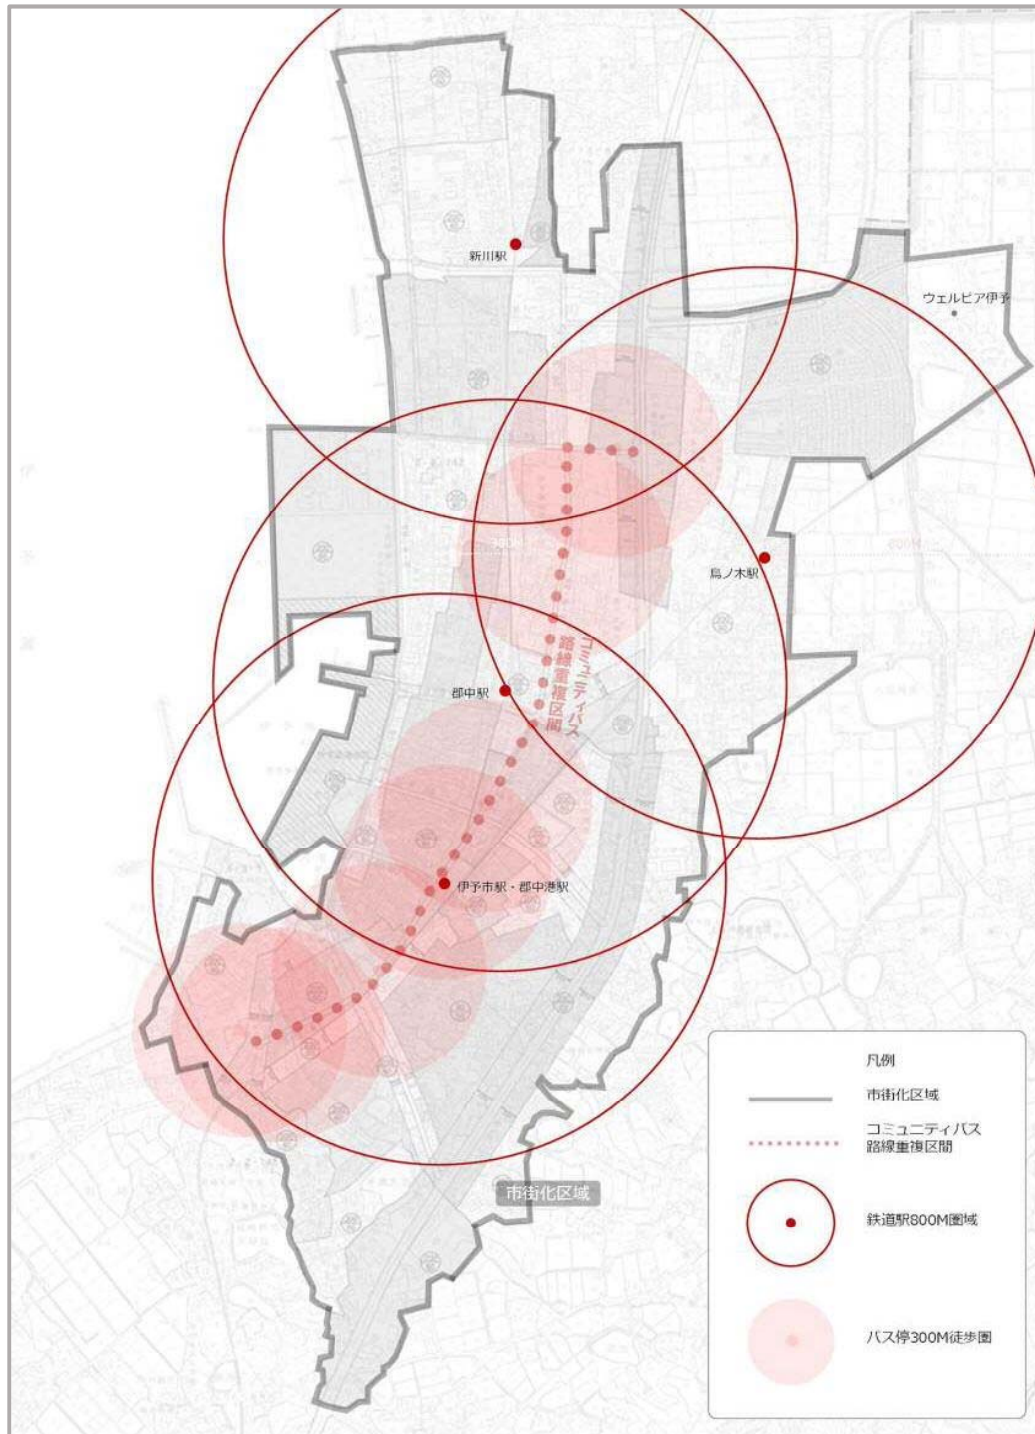 新川駅
ウェルピア伊予
300M
鳥ノ木駅
コミュニティバス
路線重複区間
郡中駅
伊予市駅・郡中港駅
市街化区域
凡例
市街化区域
コミュニティバス
路線重複区間
鉄道駅800M圏域
バス停300M徒歩圏